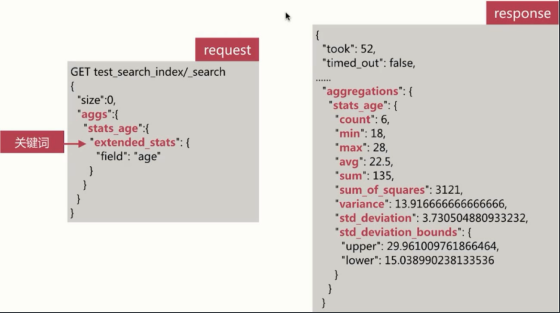 request
GET test_search_index/_search
{
"size":0,
"aggs":{
"stats_age":{
关键词
"extended_stats": {
"field": "age"
}
}
}
}
response
{
"took": 52,
"timed_out": false,
......
"aggregations": {
"stats_age": {
"count": 6,
"min": 18,
"max": 28,
"avg": 22.5,
"sum": 135,
"sum_of_squares": 3121,
"variance": 13.916666666666666,
"std_deviation": 3.730504880933232,
"std_deviation_bounds": {
"upper": 29.961009761866464,
"lower": 15.038990238133536
}
}
}